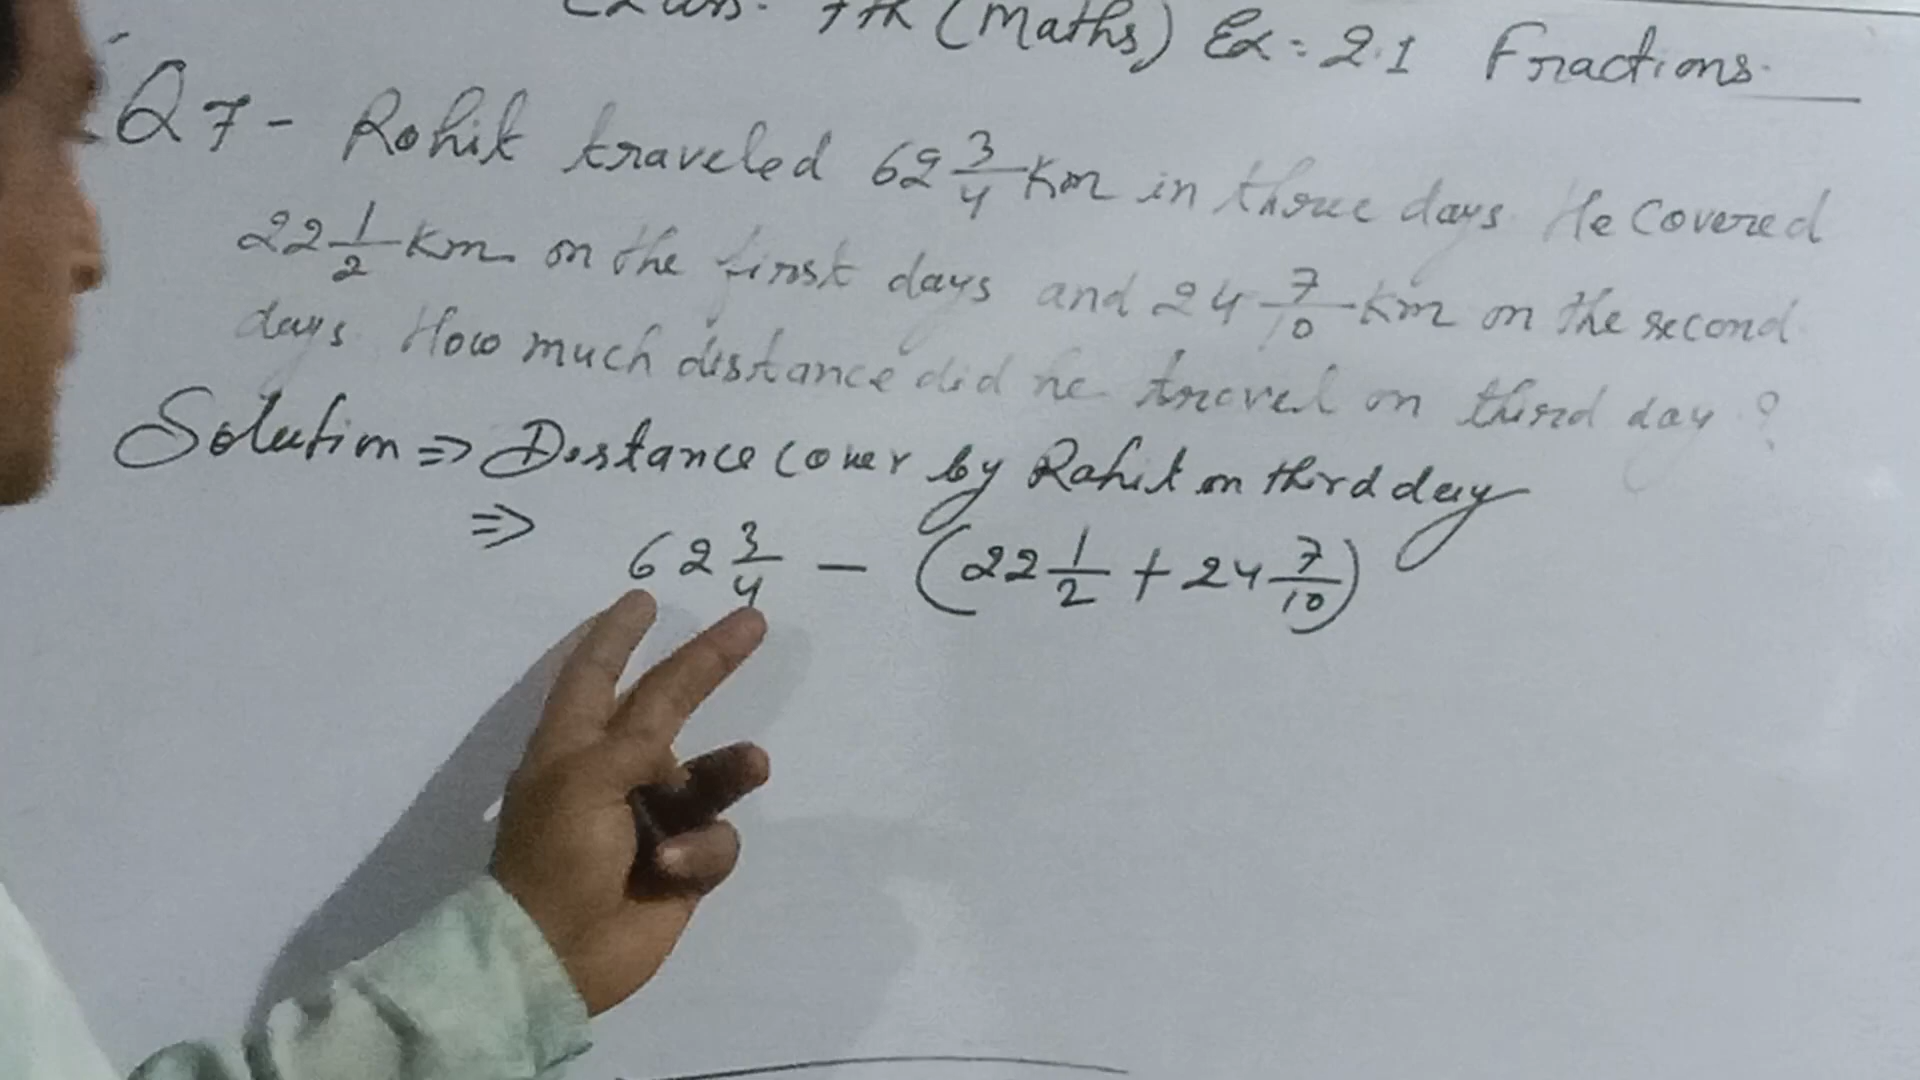 7th (Maths) Ex = 2.1 Fractions
Q 7 - Rohit traveled 62 3/4 Km in three days He Covered
22 1/2 Km on the first days and 24 7/10 Km on the second
days. How much distance did he travel on third day ?
Solution ⇒ Distance cover by Rohit on third day
⇒ 62 3/4 - (22 1/2 + 24 7/10)